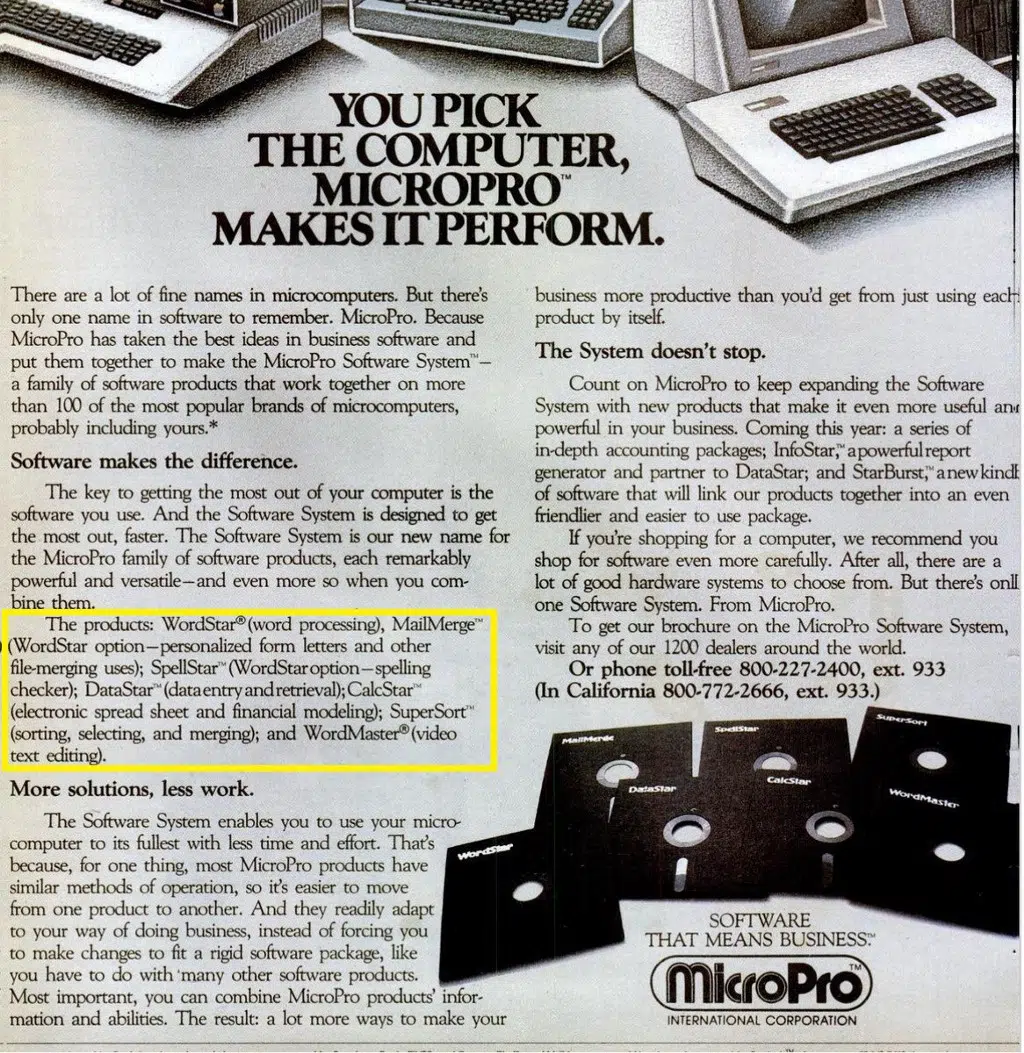 YOU PICK
THE COMPUTER,
MICROPRO™
MAKES IT PERFORM.
There are a lot of fine names in microcomputers. But there's
only one name in software to remember. MicroPro. Because
MicroPro has taken the best ideas in business software and
put them together to make the MicroPro Software System™—
a family of software products that work together on more
than 100 of the most popular brands of microcomputers,
probably including yours.*
Software makes the difference.
The key to getting the most out of your computer is the
software you use. And the Software System is designed to get
the most out, faster. The Software System is our new name for
the MicroPro family of software products, each remarkably
powerful and versatile—and even more so when you com-
bine them.
The products: WordStar® (word processing), MailMerge™
(WordStar option—personalized form letters and other
file-merging uses); SpellStar™ (WordStar option—spelling
checker); DataStar™ (data entry and retrieval); CalcStar™
(electronic spread sheet and financial modeling); SuperSort™
(sorting, selecting, and merging); and WordMaster® (video
text editing).
More solutions, less work.
The Software System enables you to use your micro-
computer to its fullest with less time and effort. That's
because, for one thing, most MicroPro products have
similar methods of operation, so it's easier to move
from one product to another. And they readily adapt
to your way of doing business, instead of forcing you
to make changes to fit a rigid software package, like
you have to do with many other software products.
Most important, you can combine MicroPro products' infor-
mation and abilities. The result: a lot more ways to make your
business more productive than you'd get from just using each
product by itself.
The System doesn't stop.
Count on MicroPro to keep expanding the Software
System with new products that make it even more useful and
powerful in your business. Coming this year: a series of
in-depth accounting packages; InfoStar,™ a powerful report
generator and partner to DataStar; and StarBurst,™ a new kind
of software that will link our products together into an even
friendlier and easier to use package.
If you're shopping for a computer, we recommend you
shop for software even more carefully. After all, there are a
lot of good hardware systems to choose from. But there's onl
one Software System. From MicroPro.
To get our brochure on the MicroPro Software System,
visit any of our 1200 dealers around the world.
Or phone toll-free 800-227-2400, ext. 933
(In California 800-772-2666, ext. 933.)
MailMerge
SpellStar
SuperSort
DataStar
CalcStar
WordMaster
WordStar
SOFTWARE
THAT MEANS BUSINESS.™
MicroPro™
INTERNATIONAL CORPORATION